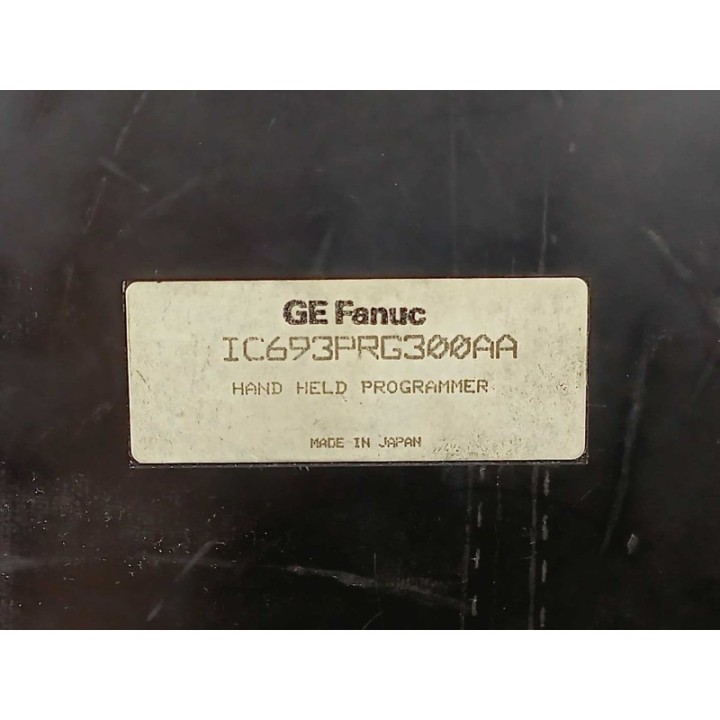 GE Fanuc
IC693PRG300AA
HAND HELD PROGRAMMER
MADE IN JAPAN